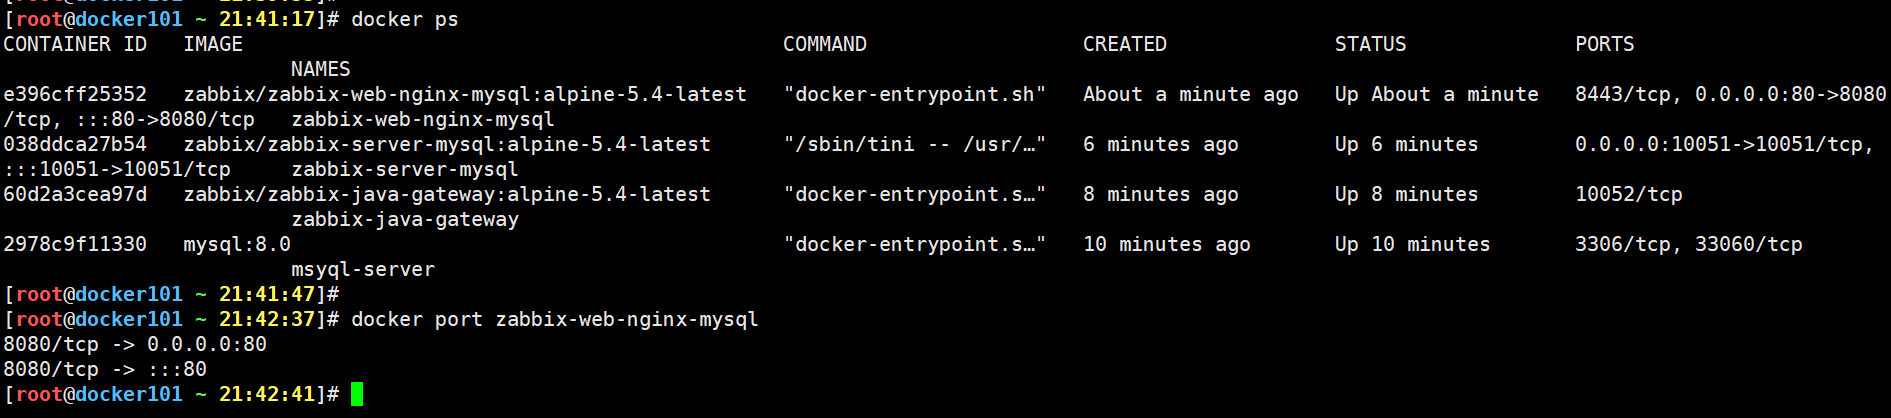 [root@docker101 ~ 21:41:17]# docker ps
CONTAINER ID   IMAGE                                             COMMAND                  CREATED              STATUS              PORTS
                        NAMES
e396cff25352   zabbix/zabbix-web-nginx-mysql:alpine-5.4-latest   "docker-entrypoint.sh"   About a minute ago   Up About a minute   8443/tcp, 0.0.0.0:80->8080
/tcp, :::80->8080/tcp   zabbix-web-nginx-mysql
038ddca27b54   zabbix/zabbix-server-mysql:alpine-5.4-latest      "/sbin/tini -- /usr/…"   6 minutes ago        Up 6 minutes        0.0.0.0:10051->10051/tcp,
:::10051->10051/tcp     zabbix-server-mysql
60d2a3cea97d   zabbix/zabbix-java-gateway:alpine-5.4-latest      "docker-entrypoint.s…"   8 minutes ago        Up 8 minutes        10052/tcp
                        zabbix-java-gateway
2978c9f11330   mysql:8.0                                         "docker-entrypoint.s…"   10 minutes ago       Up 10 minutes       3306/tcp, 33060/tcp
                        msyql-server
[root@docker101 ~ 21:41:47]#
[root@docker101 ~ 21:42:37]# docker port zabbix-web-nginx-mysql
8080/tcp -> 0.0.0.0:80
8080/tcp -> :::80
[root@docker101 ~ 21:42:41]#